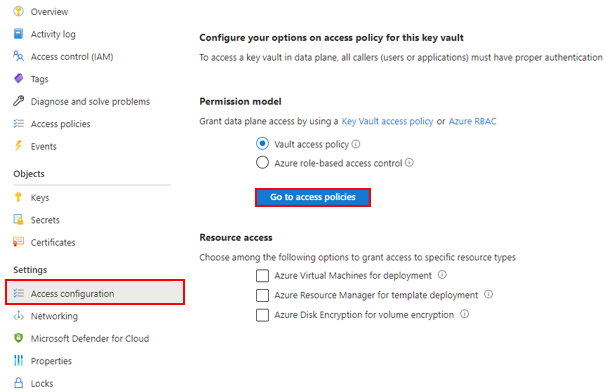 Overview
Activity log
Access control (IAM)
Tags
Diagnose and solve problems
Access policies
Events
Objects
Keys
Secrets
Certificates
Settings
Access configuration
Networking
Microsoft Defender for Cloud
Properties
Locks
Configure your options on access policy for this key vault
To access a key vault in data plane, all callers (users or applications) must have proper authentication
Permission model
Grant data plane access by using a Key Vault access policy or Azure RBAC
Vault access policy
Azure role-based access control
Go to access policies
Resource access
Choose among the following options to grant access to specific resource types
Azure Virtual Machines for deployment
Azure Resource Manager for template deployment
Azure Disk Encryption for volume encryption